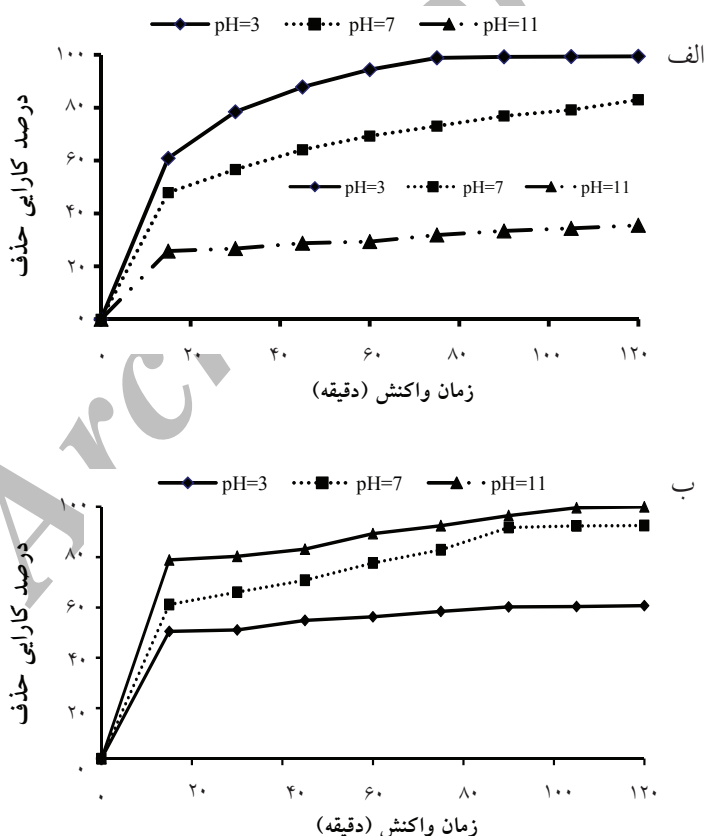 pH=3 pH=7 pH=11
الف
۱۰۰
۸۰
۶۰
۴۰
۲۰
۰
درصد کارایی حذف
pH=3 pH=7 pH=11
۰ ۲۰ ۴۰ ۶۰ ۸۰ ۱۰۰ ۱۲۰
زمان واکنش (دقیقه)
pH=3 pH=7 pH=11
ب
۱۰۰
۸۰
۶۰
۴۰
۲۰
۰
درصد کارایی حذف
۰ ۲۰ ۴۰ ۶۰ ۸۰ ۱۰۰ ۱۲۰
زمان واکنش (دقیقه)